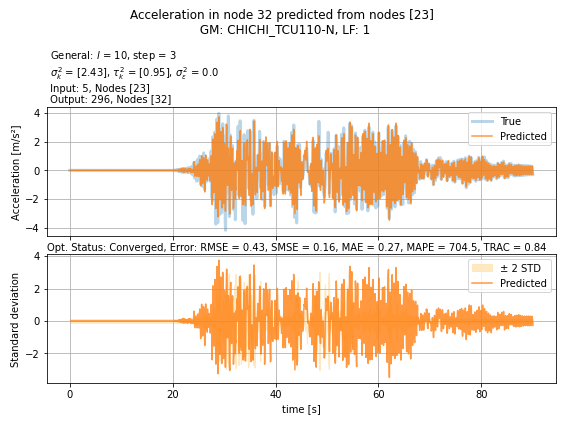 Acceleration in node 32 predicted from nodes [23]
GM: CHICHI_TCU110-N, LF: 1
General: l = 10, step = 3
σ²ₖ = [2.43], τ²ₖ = [0.95], σ²ε = 0.0
Input: 5, Nodes [23]
Output: 296, Nodes [32]
Acceleration [m/s²]
4
2
0
−2
−4
True
Predicted
Opt. Status: Converged, Error: RMSE = 0.43, SMSE = 0.16, MAE = 0.27, MAPE = 704.5, TRAC = 0.84
Standard deviation
4
2
0
−2
± 2 STD
Predicted
0 20 40 60 80
time [s]